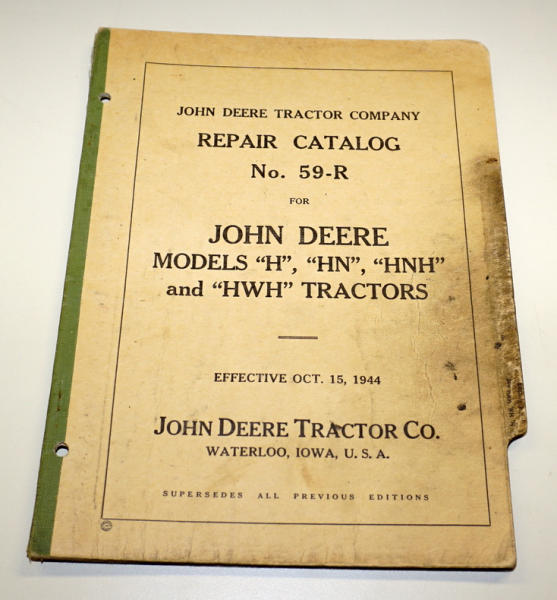 JOHN DEERE TRACTOR COMPANY
REPAIR CATALOG
No. 59-R
FOR
JOHN DEERE
MODELS “H”, “HN”, “HNH”
and “HWH” TRACTORS
EFFECTIVE OCT. 15, 1944
JOHN DEERE TRACTOR CO.
WATERLOO, IOWA, U. S. A.
SUPERSEDES ALL PREVIOUS EDITIONS